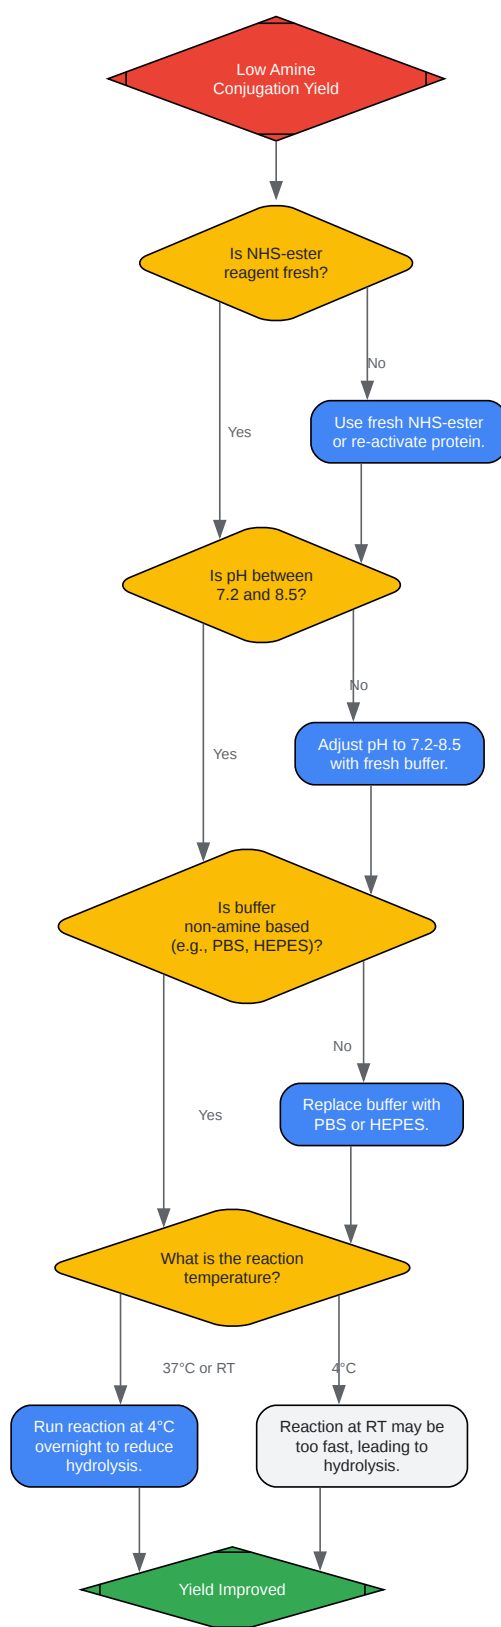 Low Amine
Conjugation Yield
Is NHS-ester
reagent fresh?
No
Use fresh NHS-ester
or re-activate protein.
Yes
Is pH between
7.2 and 8.5?
No
Adjust pH to 7.2-8.5
with fresh buffer.
Yes
Is buffer
non-amine based
(e.g., PBS, HEPES)?
No
Replace buffer with
PBS or HEPES.
Yes
What is the reaction
temperature?
37°C or RT
4°C
Run reaction at 4°C
overnight to reduce
hydrolysis.
Reaction at RT may be
too fast, leading to
hydrolysis.
Yield Improved